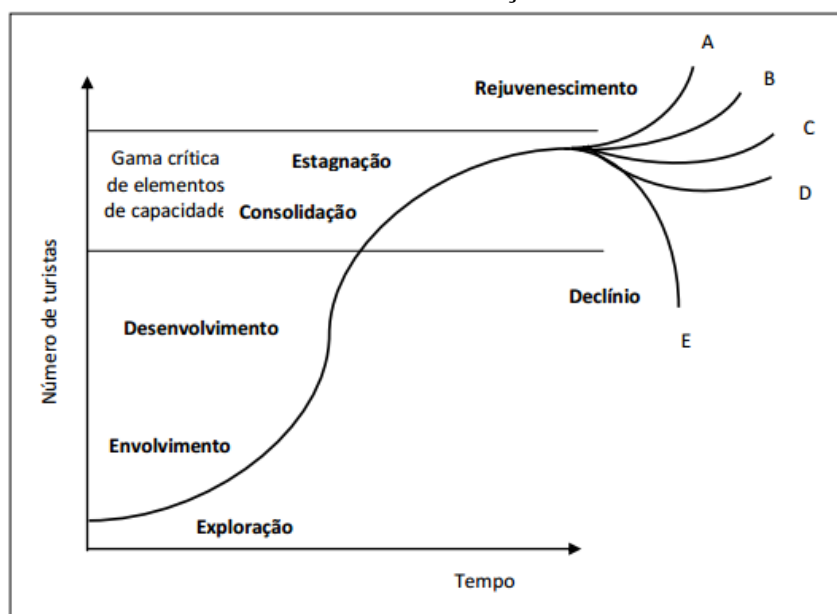 A
Rejuvenescimento
B
C
Gama crítica
de elementos
de capacidade
Estagnação
Consolidação
D
Número de turistas
Declínio
Desenvolvimento
E
Envolvimento
Exploração
Tempo